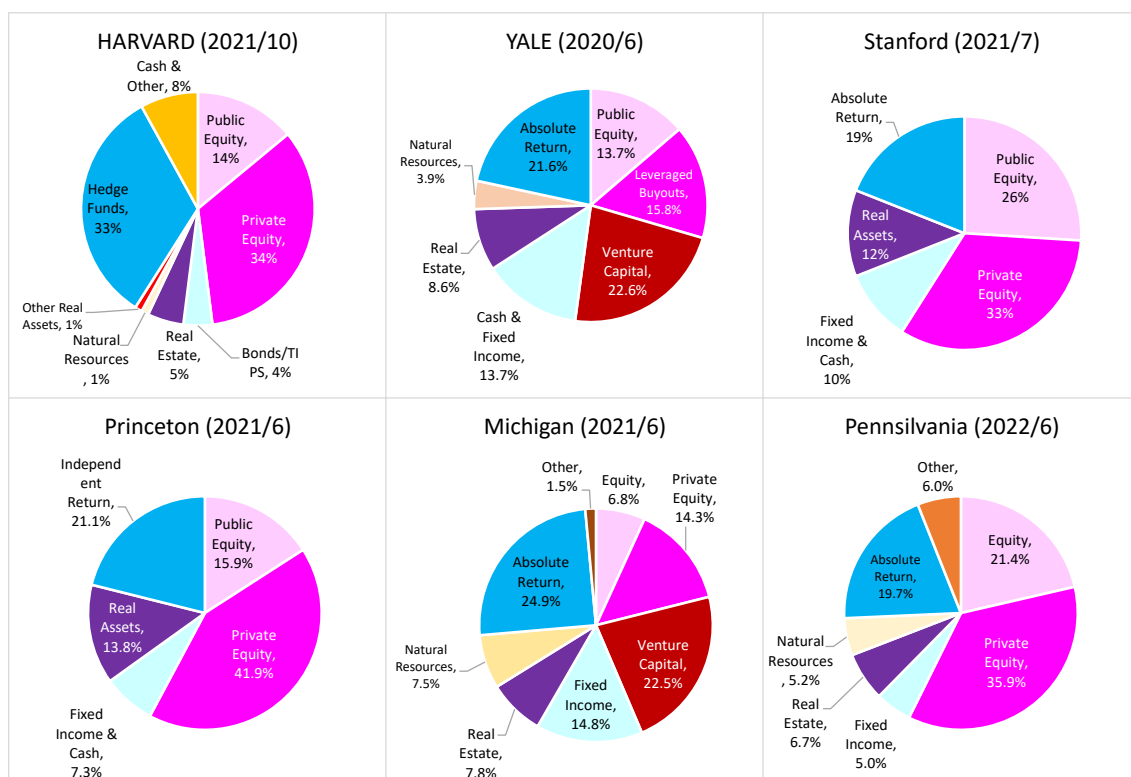 HARVARD (2021/10)
Cash &
Other, 8%
Public
Equity,
14%
Private
Equity,
34%
Bonds/TI
PS, 4%
Real
Estate,
5%
Natural
Resources
, 1%
Other Real
Assets, 1%
Hedge
Funds,
33%
YALE (2020/6)
Public
Equity,
13.7%
Leveraged
Buyouts,
15.8%
Venture
Capital,
22.6%
Cash &
Fixed
Income,
13.7%
Real
Estate,
8.6%
Natural
Resources,
3.9%
Absolute
Return,
21.6%
Stanford (2021/7)
Public
Equity,
26%
Private
Equity,
33%
Fixed
Income &
Cash,
10%
Real
Assets,
12%
Absolute
Return,
19%
Princeton (2021/6)
Public
Equity,
15.9%
Private
Equity,
41.9%
Fixed
Income &
Cash,
7.3%
Real
Assets,
13.8%
Independ
ent
Return,
21.1%
Michigan (2021/6)
Equity,
6.8%
Private
Equity,
14.3%
Venture
Capital,
22.5%
Fixed
Income,
14.8%
Real
Estate,
7.8%
Natural
Resources,
7.5%
Absolute
Return,
24.9%
Other,
1.5%
Pennsilvania (2022/6)
Equity,
21.4%
Private
Equity,
35.9%
Fixed
Income,
5.0%
Real
Estate,
6.7%
Natural
Resources
, 5.2%
Absolute
Return,
19.7%
Other,
6.0%